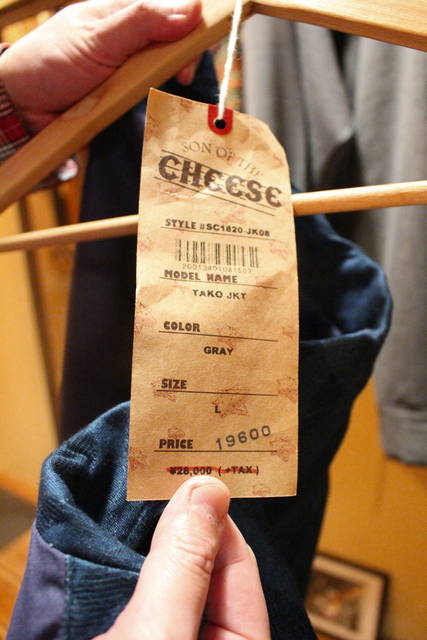 SON OF THE
CHEESE
STYLE #SC1820-JK08
MODEL NAME
TAKO JKT
COLOR
GRAY
SIZE
L
PRICE
19600
¥28,000 (+TAX)